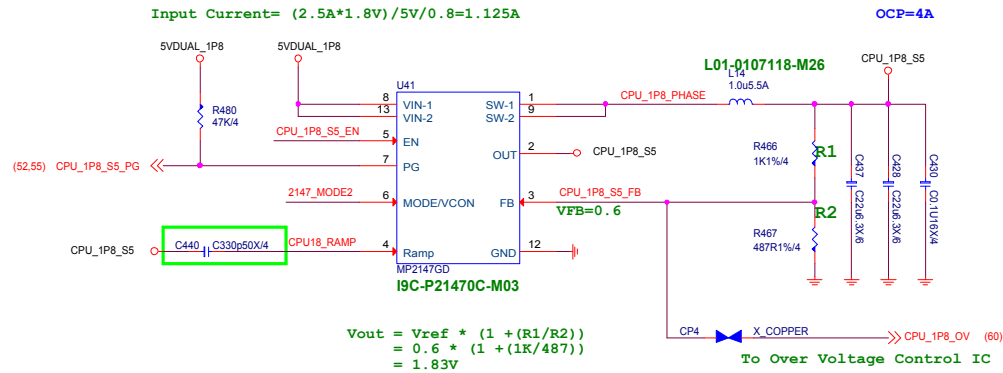 Input Current= (2.5A*1.8V)/5V/0.8=1.125A
OCP=4A
5VDUAL_1P8
5VDUAL_1P8
CPU_1P8_S5
L01-0107118-M26
L14
1.0u5.5A
U41
R480
47K/4
8
13
VIN-1
VIN-2
SW-1
SW-2
1
9
CPU_1P8_PHASE
CPU_1P8_S5_EN
5
EN
(52,55)
CPU_1P8_S5_PG
7
PG
OUT
2
CPU_1P8_S5
R466
1K1%/4
R1
C437
C22u6.3X/6
C428
C22u6.3X/6
C430
C0.1U16X/4
2147_MODE2
6
MODE/VCON
FB
3
CPU_1P8_S5_FB
VFB=0.6
R2
R467
487R1%/4
CPU_1P8_S5
C440
C330p50X/4
CPU18_RAMP
4
Ramp
GND
12
MP2147GD
I9C-P21470C-M03
Vout = Vref * (1 +(R1/R2))
= 0.6 * (1 +(1K/487))
= 1.83V
CP4
X_COPPER
CPU_1P8_OV
(60)
To Over Voltage Control IC